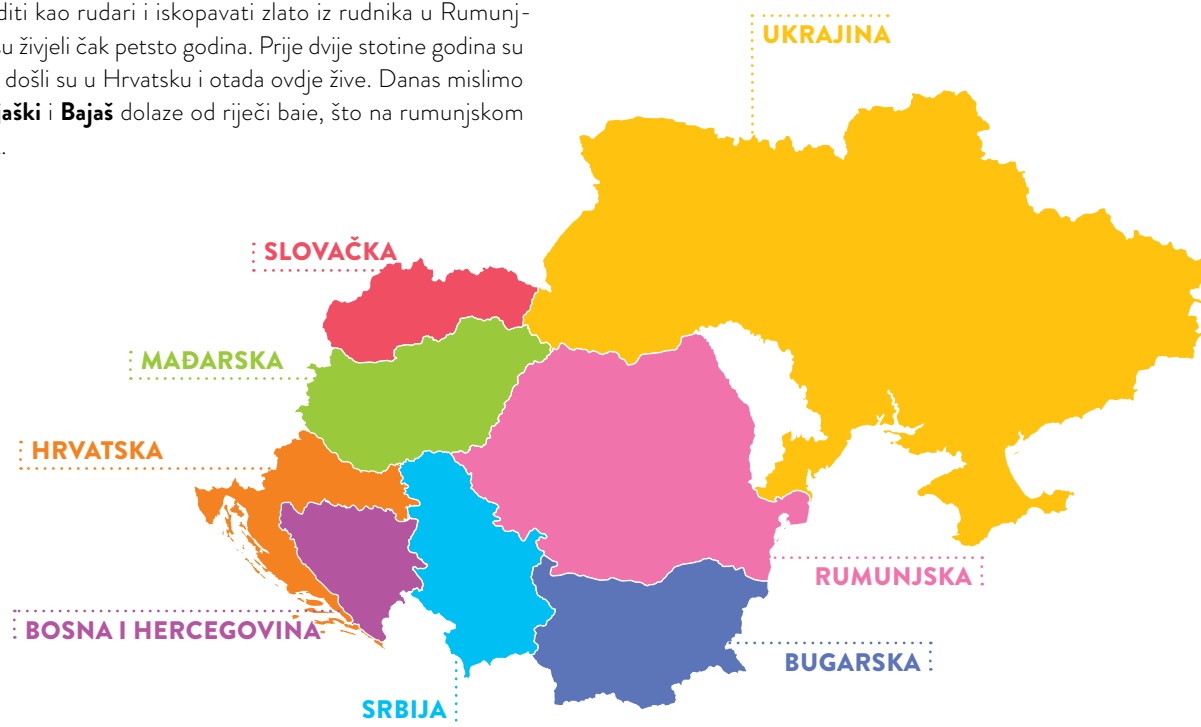 diti kao rudari i iskopavati zlato iz rudnika u Rumunj-
su živjeli čak petsto godina. Prije dvije stotine godina su
došli su u Hrvatsku i otada ovdje žive. Danas mislimo
jaški i Bajaš dolaze od riječi baie, što na rumunjskom
UKRAJINA
SLOVAČKA
MAĐARSKA
HRVATSKA
RUMUNJSKA
BOSNA I HERCEGOVINA
BUGARSKA
SRBIJA